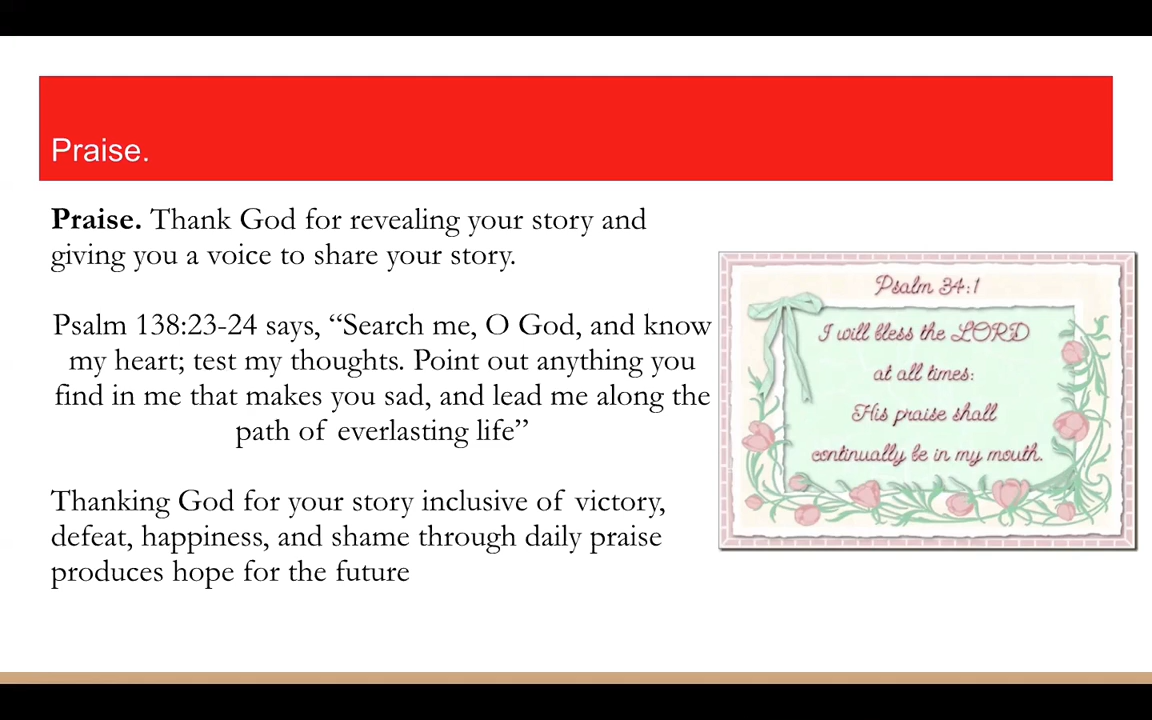 Praise.
Praise. Thank God for revealing your story and
giving you a voice to share your story.
Psalm 138:23-24 says, “Search me, O God, and know
my heart; test my thoughts. Point out anything you
find in me that makes you sad, and lead me along the
path of everlasting life”
Thanking God for your story inclusive of victory,
defeat, happiness, and shame through daily praise
produces hope for the future
Psalm 34:1
I will bless the LORD
at all times:
His praise shall
continually be in my mouth.